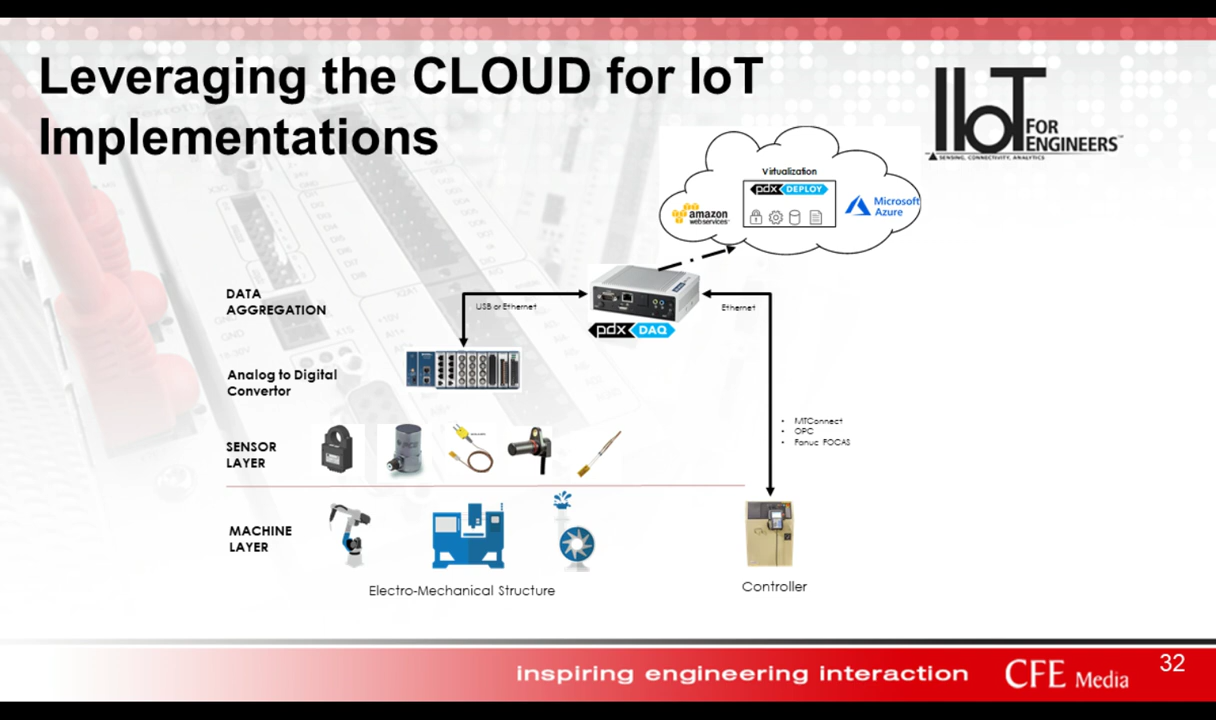 Leveraging the CLOUD for IoT
Implementations
IIoT
FOR
ENGINEERS™
SENSING, CONNECTIVITY, ANALYTICS
Virtualization
pdx DEPLOY
amazon
webservices™
Microsoft
Azure
DATA
AGGREGATION
USB or Ethernet
Ethernet
pdx DAQ
Analog to Digital
Convertor
• MTConnect
• OPC
• Fanuc FOCAS
SENSOR
LAYER
MACHINE
LAYER
Electro-Mechanical Structure
Controller
inspiring engineering interaction
CFE Media
32